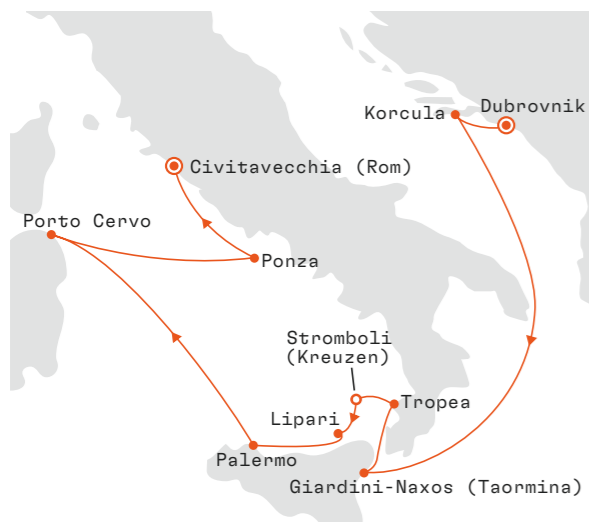 Dubrovnik
Korcula
Civitavecchia (Rom)
Porto Cervo
Ponza
Stromboli
(Kreuzen)
Tropea
Lipari
Palermo
Giardini-Naxos (Taormina)